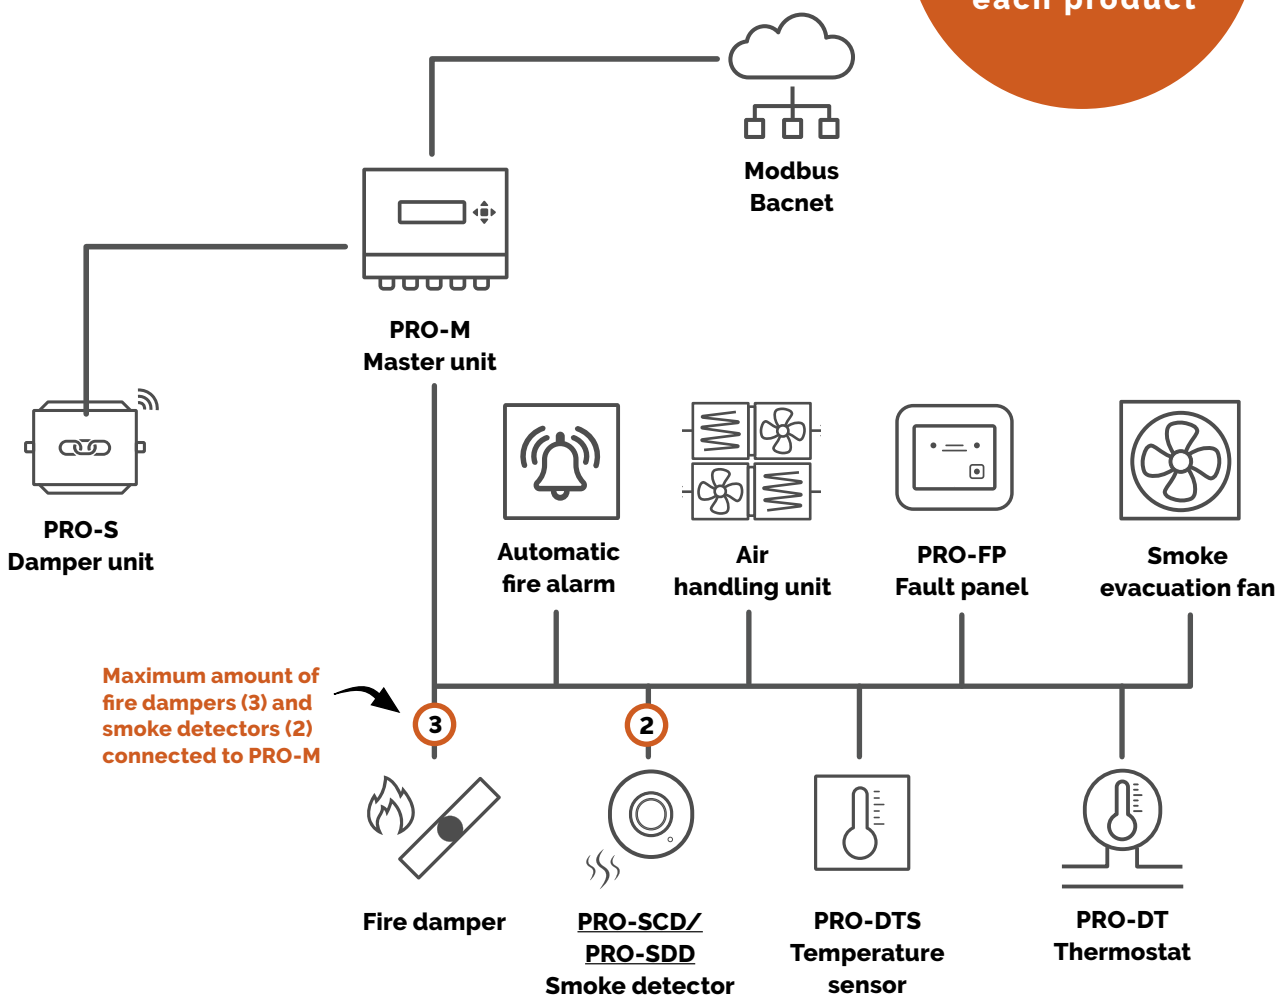 each product
Modbus
Bacnet
PRO-M
Master unit
PRO-S
Damper unit
Automatic
fire alarm
Air
handling unit
PRO-FP
Fault panel
Smoke
evacuation fan
Maximum amount of
fire dampers (3) and
smoke detectors (2)
connected to PRO-M
3
2
Fire damper
PRO-SCD/
PRO-SDD
Smoke detector
PRO-DTS
Temperature
sensor
PRO-DT
Thermostat